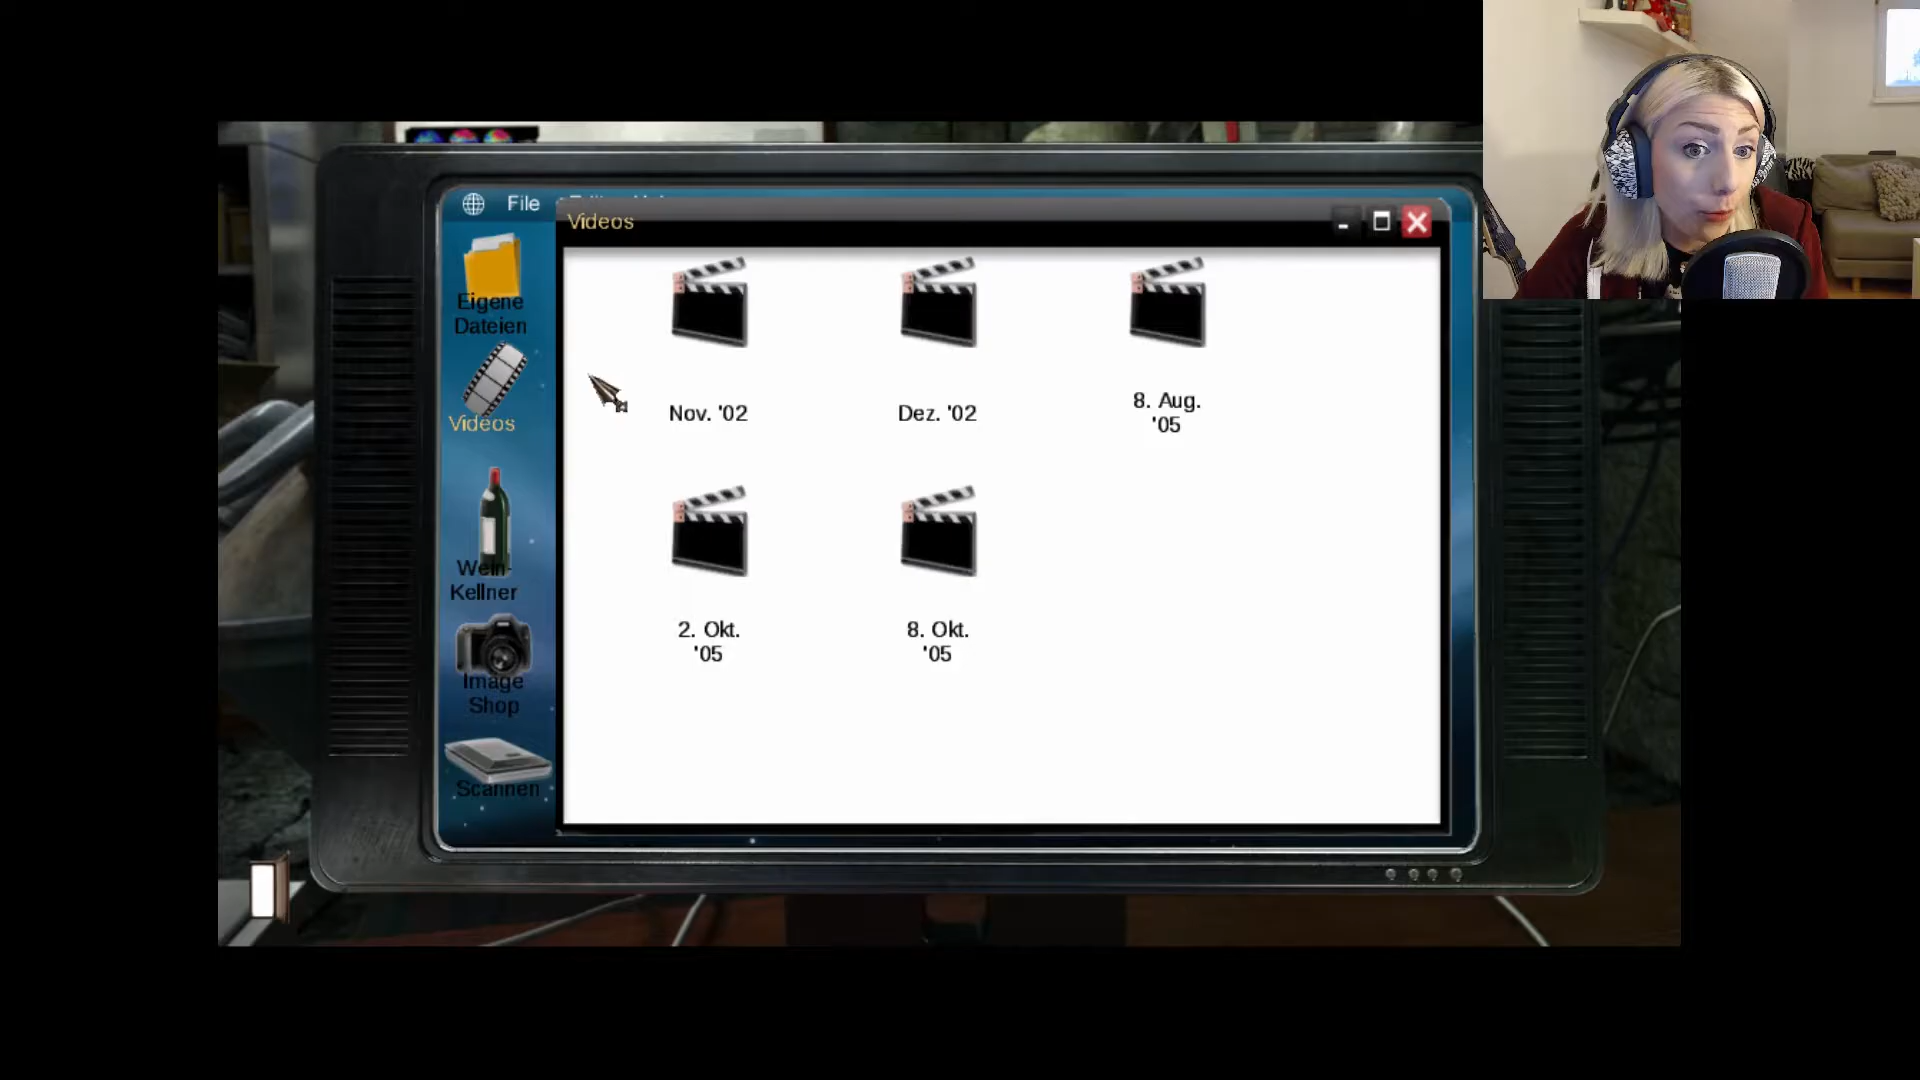 File
Videos
Eigene
Dateien
Videos
Wein-
Kellner
Image
Shop
Scannen
Nov. '02
Dez. '02
8. Aug.
'05
2. Okt.
'05
8. Okt.
'05